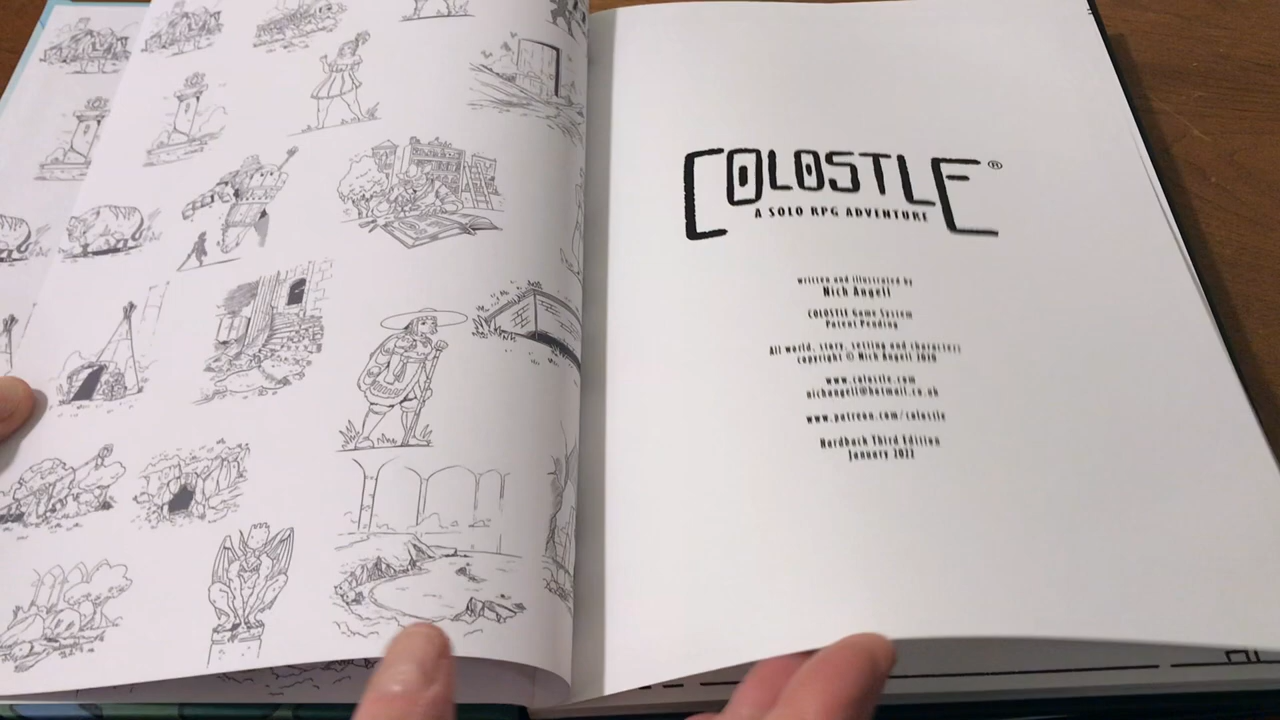 COLOSTLE®
A SOLO RPG ADVENTURE
written and illustrated by
Nich Angell
COLOSTLE Game System
Patent Pending
All world, story, setting and characters
copyright © Nich Angell 2020
www.colostle.com
nichangell@hotmail.co.uk
www.patreon.com/colostle
Hardback Third Edition
January 2022